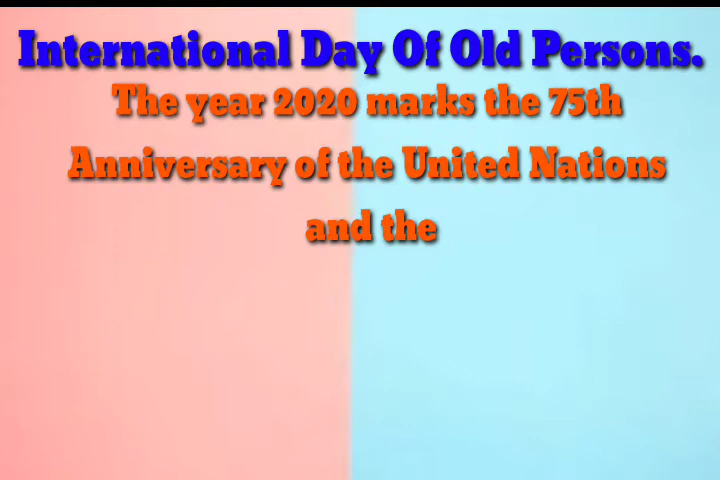 International Day Of Old Persons.
The year 2020 marks the 75th
Anniversary of the United Nations
and the